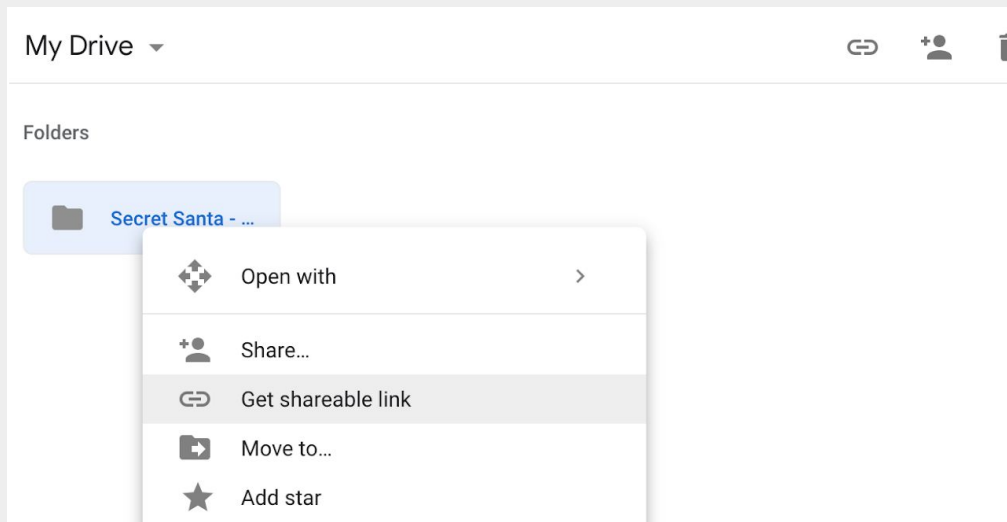 My Drive
Folders
Secret Santa - ...
Open with
Share...
Get shareable link
Move to...
Add star